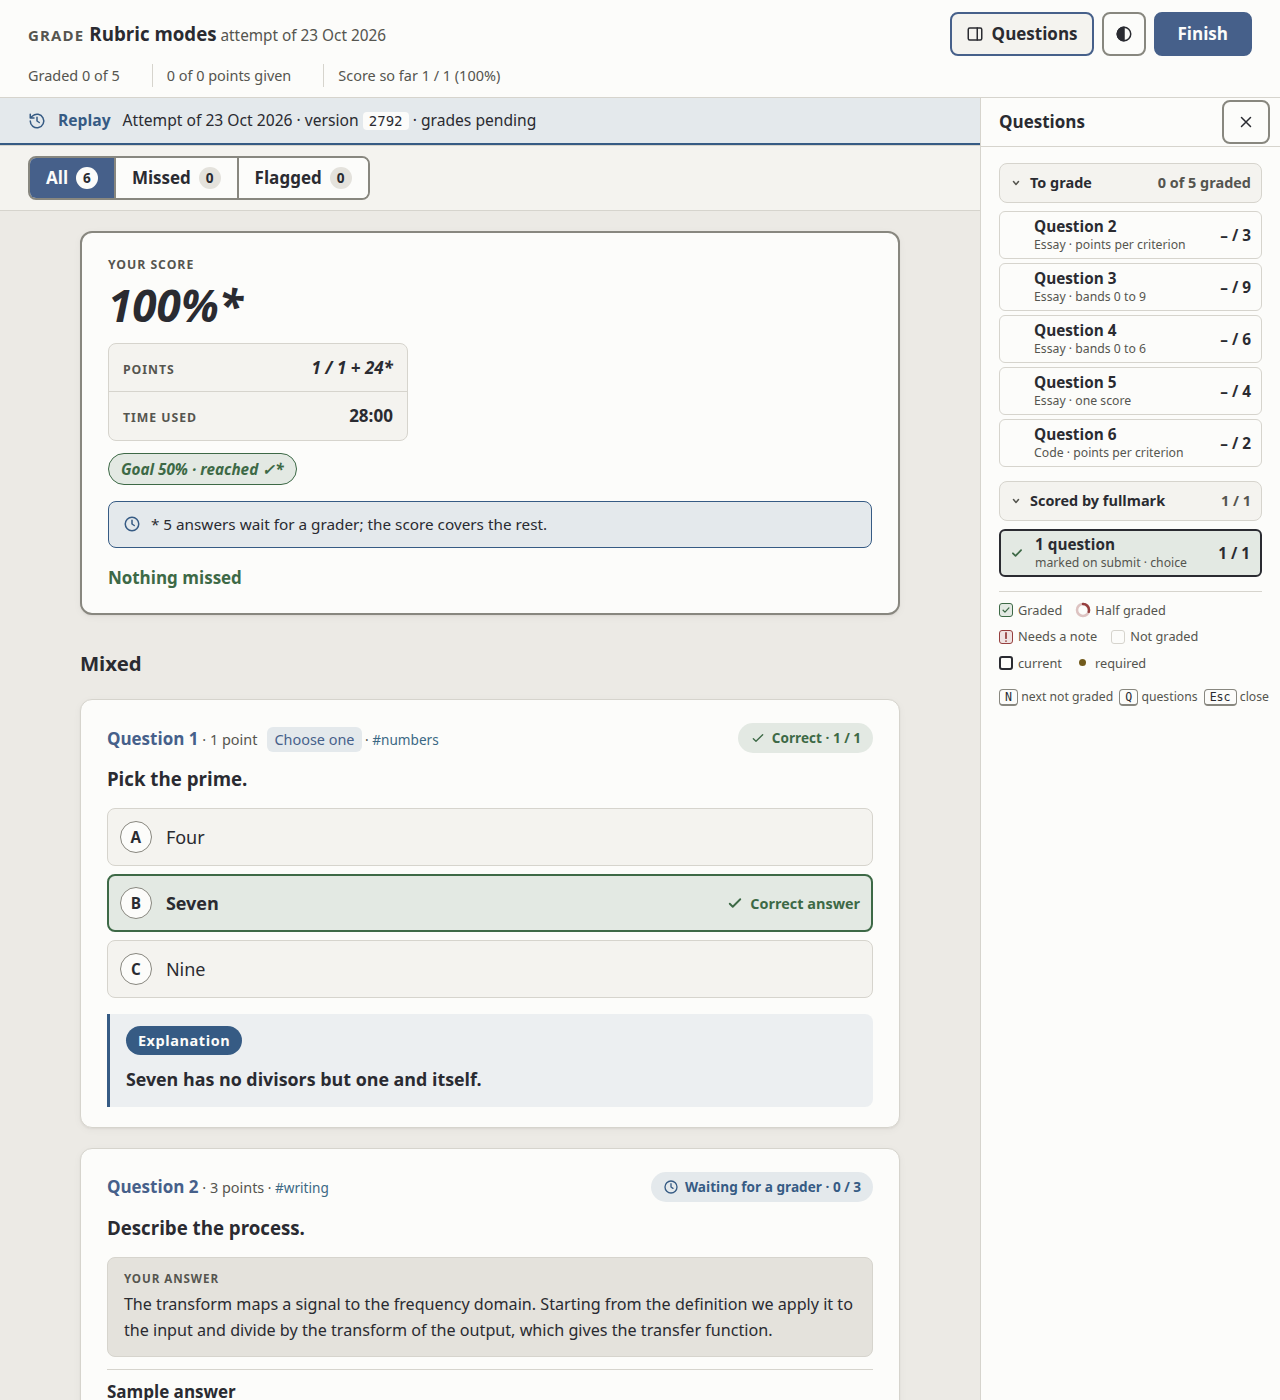 GRADE Rubric modes attempt of 23 Oct 2026
Questions
Finish
Graded 0 of 5
0 of 0 points given
Score so far 1 / 1 (100%)
Replay Attempt of 23 Oct 2026 · version 2792 · grades pending
All 6
Missed 0
Flagged 0
YOUR SCORE
100%*
POINTS 1 / 1 + 24*
TIME USED 28:00
Goal 50% · reached ✓*
* 5 answers wait for a grader; the score covers the rest.
Nothing missed
Mixed
Question 1 · 1 point Choose one · #numbers
✓ Correct · 1 / 1
Pick the prime.
A Four
B Seven ✓ Correct answer
C Nine
Explanation
Seven has no divisors but one and itself.
Question 2 · 3 points · #writing
Waiting for a grader · 0 / 3
Describe the process.
YOUR ANSWER
The transform maps a signal to the frequency domain. Starting from the definition we apply it to
the input and divide by the transform of the output, which gives the transfer function.
Sample answer
Questions
To grade 0 of 5 graded
Question 2
Essay · points per criterion
– / 3
Question 3
Essay · bands 0 to 9
– / 9
Question 4
Essay · bands 0 to 6
– / 6
Question 5
Essay · one score
– / 4
Question 6
Code · points per criterion
– / 2
Scored by fullmark 1 / 1
1 question
marked on submit · choice
1 / 1
Graded Half graded
! Needs a note Not graded
current required
N next not graded Q questions Esc close